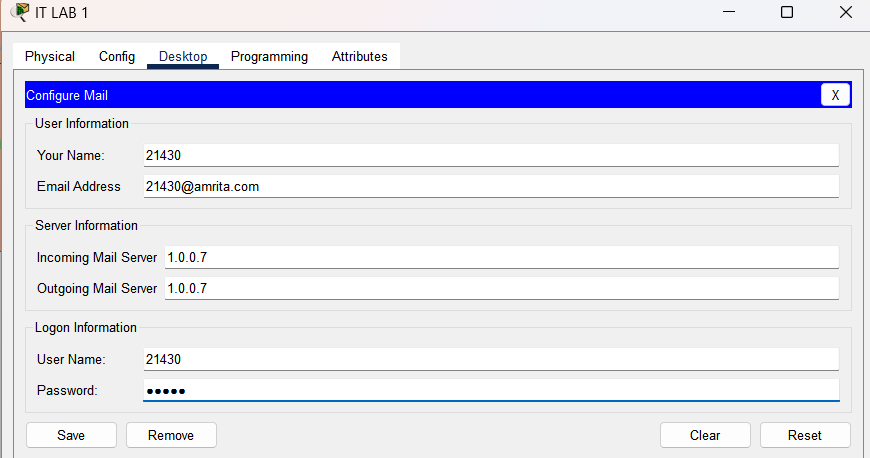 IT LAB 1
Physical Config Desktop Programming Attributes
Configure Mail X
User Information
Your Name: 21430
Email Address 21430@amrita.com
Server Information
Incoming Mail Server 1.0.0.7
Outgoing Mail Server 1.0.0.7
Logon Information
User Name: 21430
Password: •••••
Save Remove Clear Reset